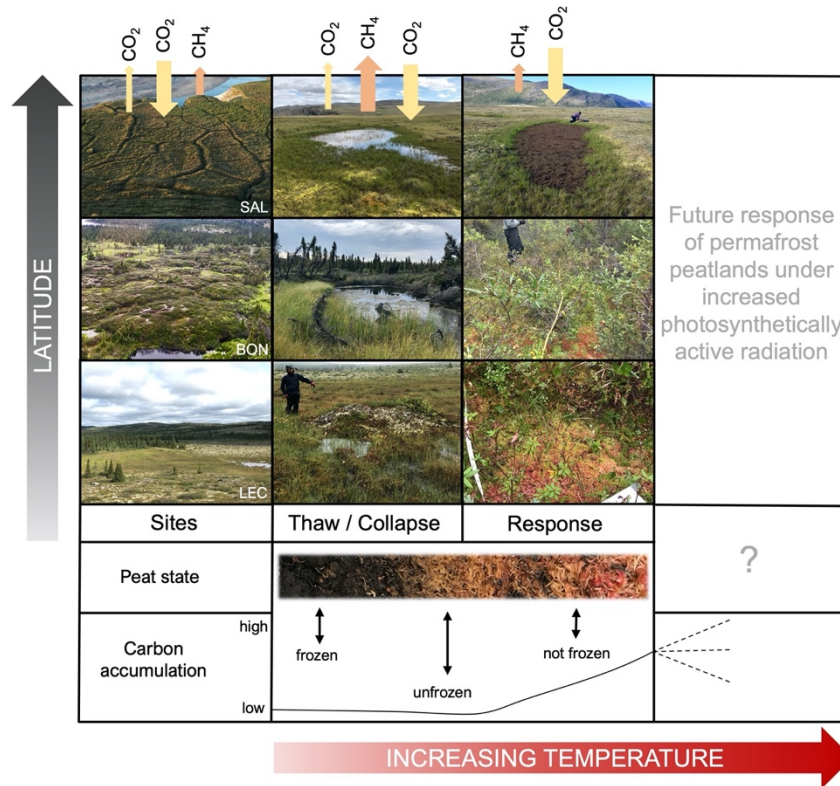 CO₂
CO₂
CH₄
CO₂
CH₄
CO₂
CH₄
CO₂
LATITUDE
SAL
BON
LEC
Future response
of permafrost
peatlands under
increased
photosynthetically
active radiation
Sites
Thaw / Collapse
Response
Peat state
?
Carbon
accumulation
high
low
frozen
unfrozen
not frozen
INCREASING TEMPERATURE